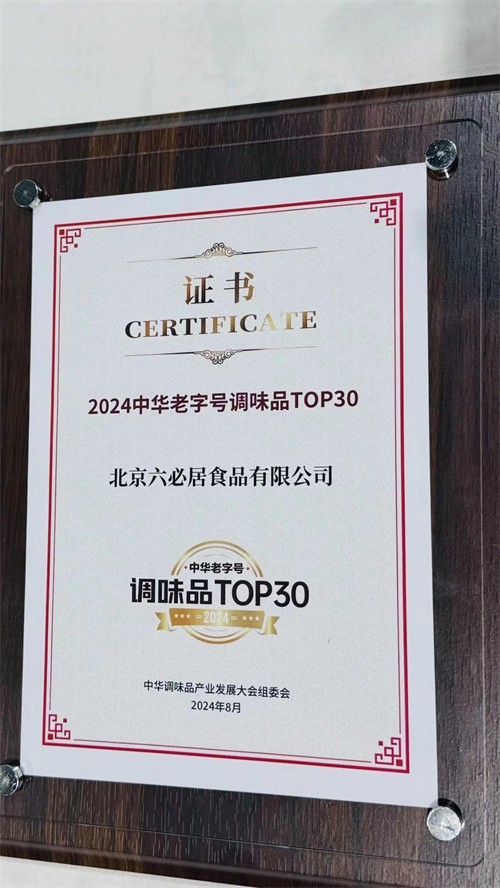 证书
CERTIFICATE
2024中华老字号调味品TOP30
北京六必居食品有限公司
中华老字号
调味品TOP30
2024
中华调味品产业发展大会组委会
2024年8月